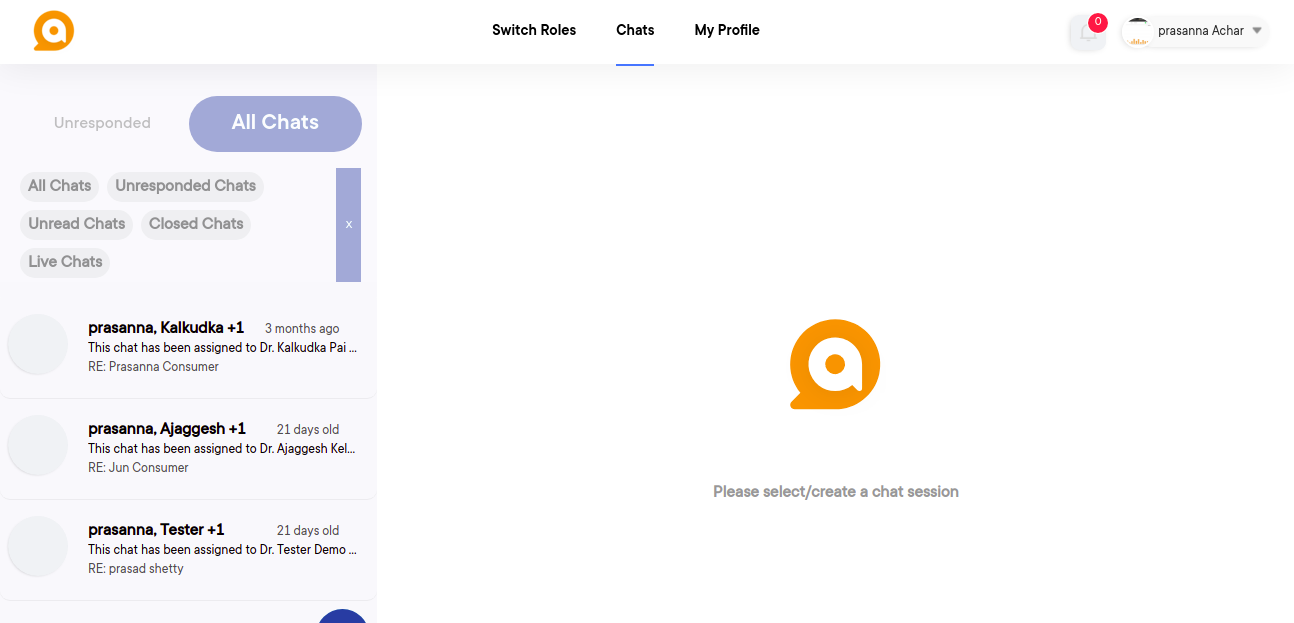 Switch Roles Chats My Profile 0 prasanna Achar
Unresponded All Chats
All Chats Unresponded Chats
Unread Chats Closed Chats x
Live Chats
prasanna, Kalkudka +1 3 months ago
This chat has been assigned to Dr. Kalkudka Pai ...
RE: Prasanna Consumer
prasanna, Ajaggesh +1 21 days old
This chat has been assigned to Dr. Ajaggesh Kel...
RE: Jun Consumer
prasanna, Tester +1 21 days old
This chat has been assigned to Dr. Tester Demo ...
RE: prasad shetty
Please select/create a chat session